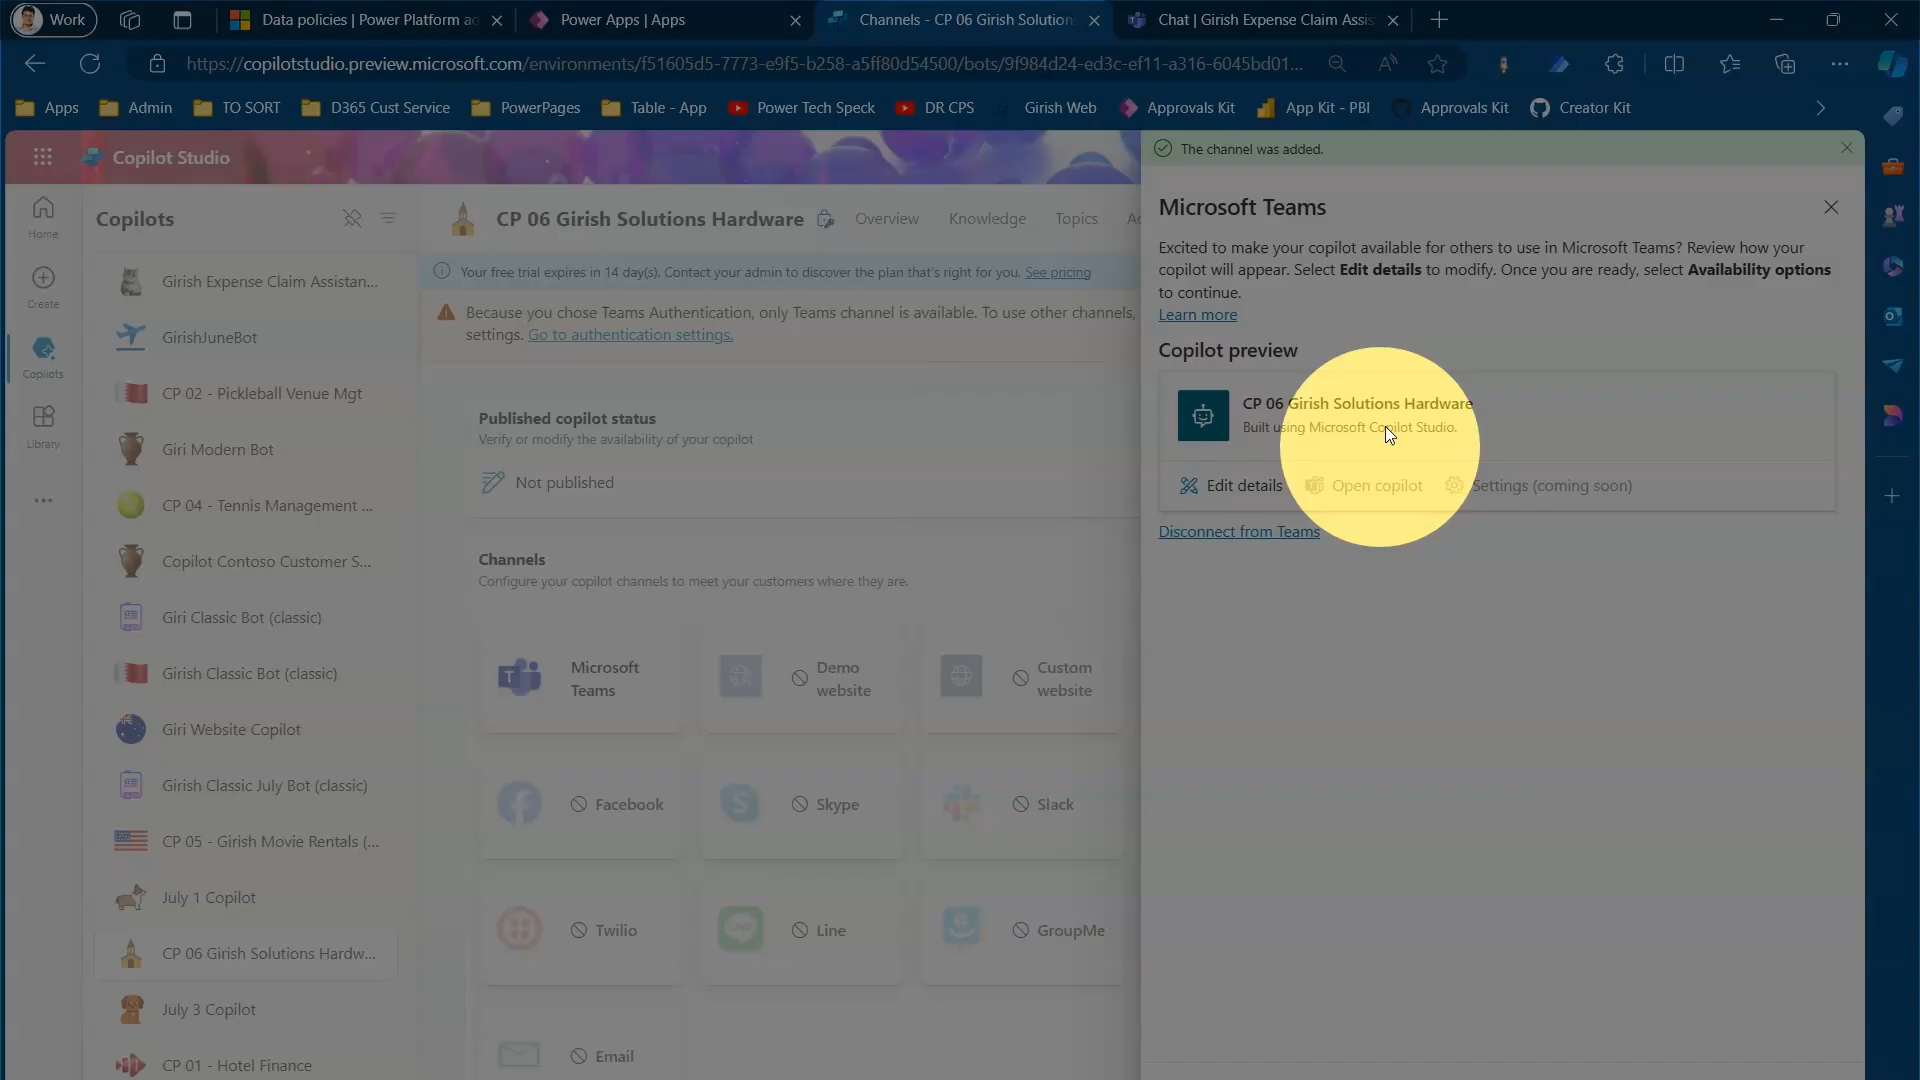 Work
Data policies | Power Platform ad
Power Apps | Apps
Channels - CP 06 Girish Solution
Chat | Girish Expense Claim Assis
https://copilotstudio.preview.microsoft.com/environments/f51605d5-7773-e9f5-b258-a5ff80d54500/bots/9f984d24-ed3c-ef11-a316-6045bd01...
Apps
Admin
TO SORT
D365 Cust Service
PowerPages
Table - App
Power Tech Speck
DR CPS
Girish Web
Approvals Kit
App Kit - PBI
Approvals Kit
Creator Kit
Copilot Studio
Home
Create
Copilots
Library
Copilots
Girish Expense Claim Assistan...
GirishJuneBot
CP 02 - Pickleball Venue Mgt
Giri Modern Bot
CP 04 - Tennis Management ...
Copilot Contoso Customer S...
Giri Classic Bot (classic)
Girish Classic Bot (classic)
Giri Website Copilot
Girish Classic July Bot (classic)
CP 05 - Girish Movie Rentals (...
July 1 Copilot
CP 06 Girish Solutions Hardw...
July 3 Copilot
CP 01 - Hotel Finance
CP 06 Girish Solutions Hardware
Overview
Knowledge
Topics
Ac
Your free trial expires in 14 day(s). Contact your admin to discover the plan that's right for you. See pricing
Because you chose Teams Authentication, only Teams channel is available. To use other channels,
settings. Go to authentication settings.
Published copilot status
Verify or modify the availability of your copilot
Not published
Channels
Configure your copilot channels to meet your customers where they are.
Microsoft
Teams
Demo
website
Custom
website
Facebook
Skype
Slack
Twilio
Line
GroupMe
Email
The channel was added.
Microsoft Teams
Excited to make your copilot available for others to use in Microsoft Teams? Review how your
copilot will appear. Select Edit details to modify. Once you are ready, select Availability options
to continue.
Learn more
Copilot preview
CP 06 Girish Solutions Hardware
Built using Microsoft Copilot Studio.
Edit details
Open copilot
Settings (coming soon)
Disconnect from Teams